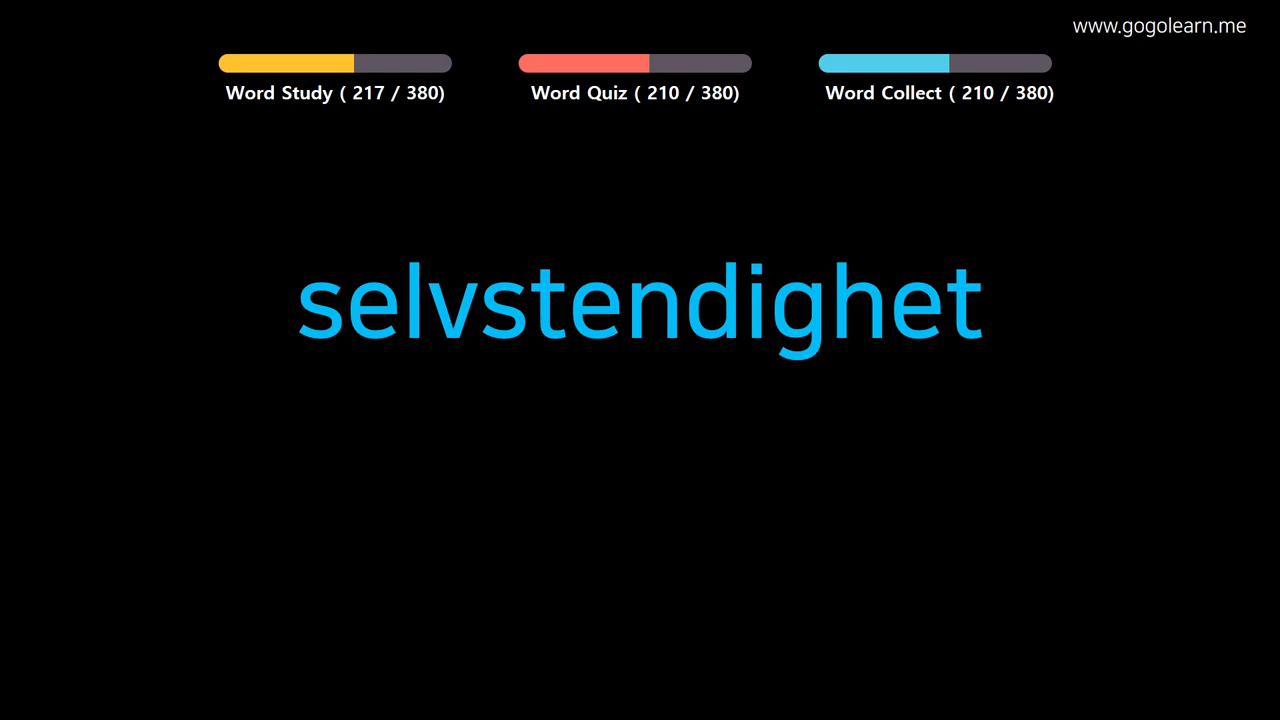 www.gogolearn.me
Word Study ( 217 / 380)
Word Quiz ( 210 / 380)
Word Collect ( 210 / 380)
selvstendighet